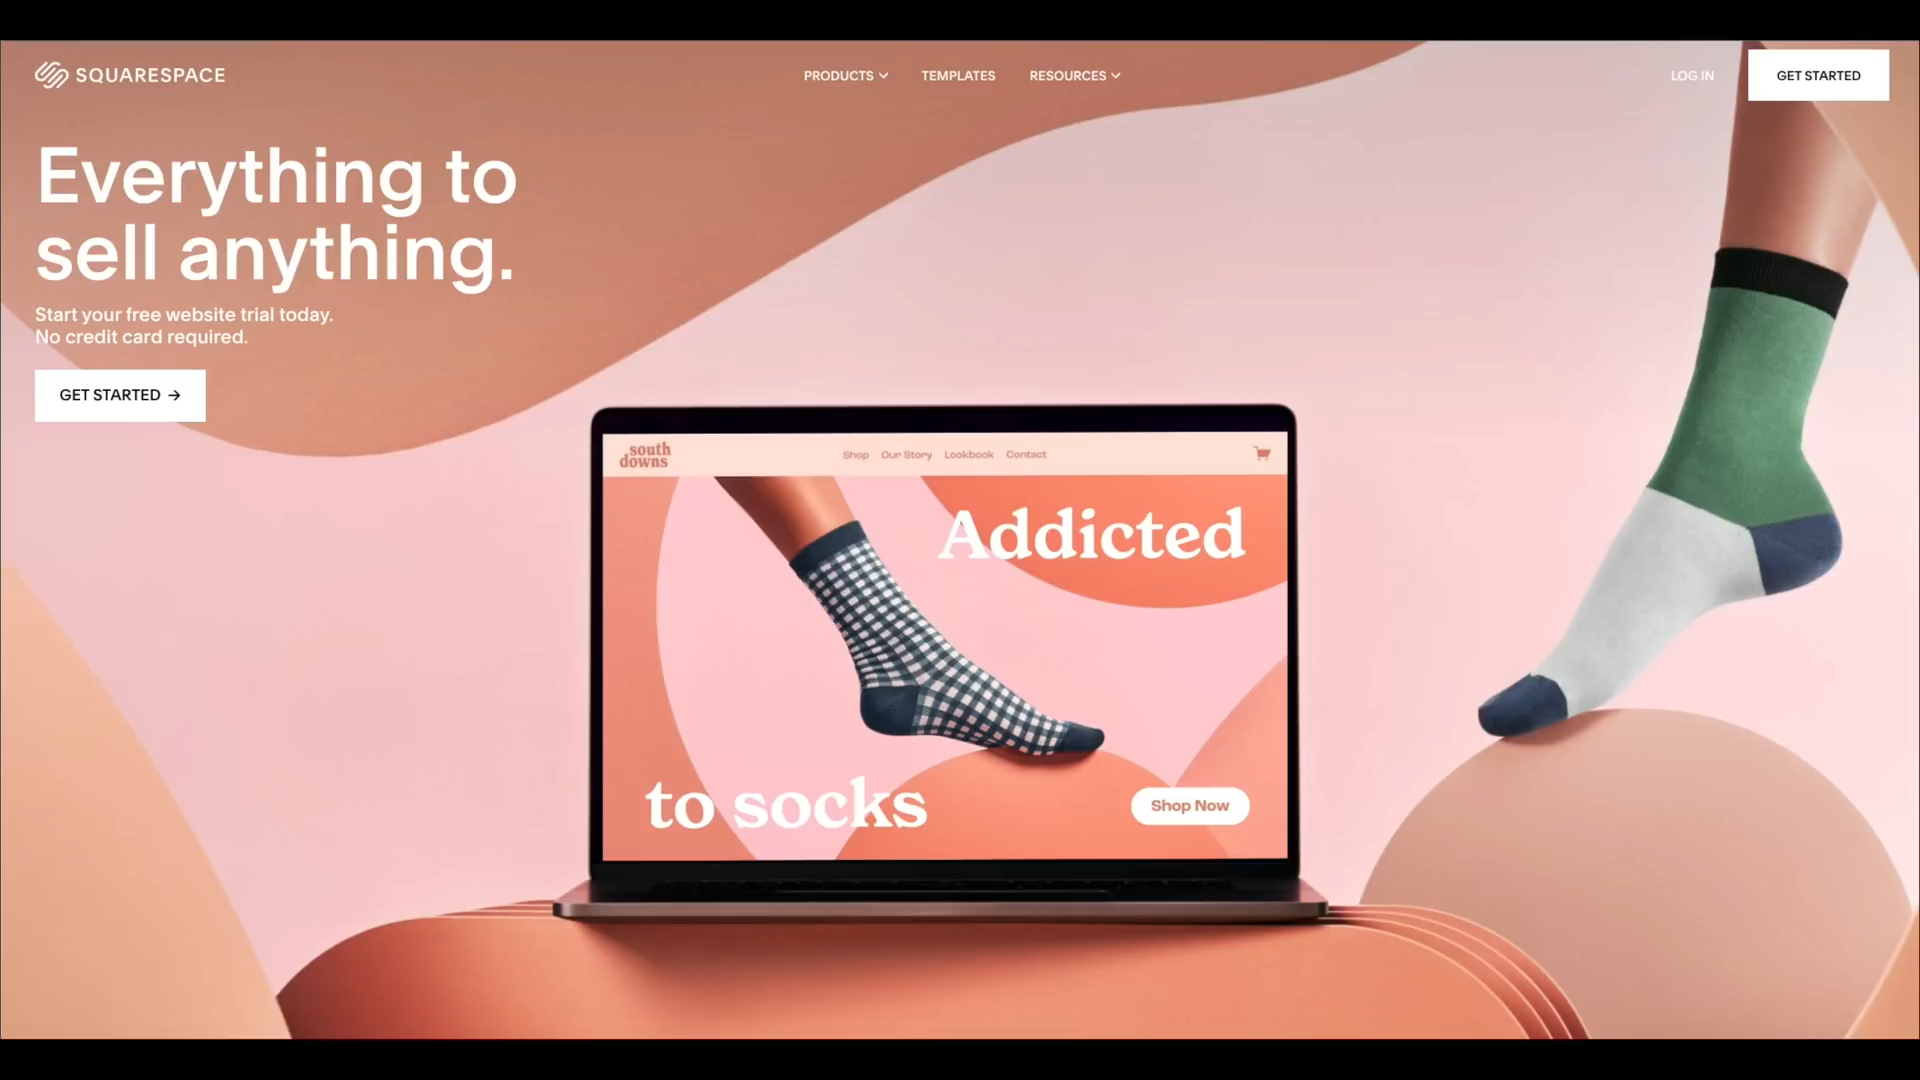 SQUARESPACE
PRODUCTS
TEMPLATES
RESOURCES
LOG IN
GET STARTED
Everything to
sell anything.
Start your free website trial today.
No credit card required.
GET STARTED →
south
downs
Shop
Our Story
Lookbook
Contact
Addicted
to socks
Shop Now